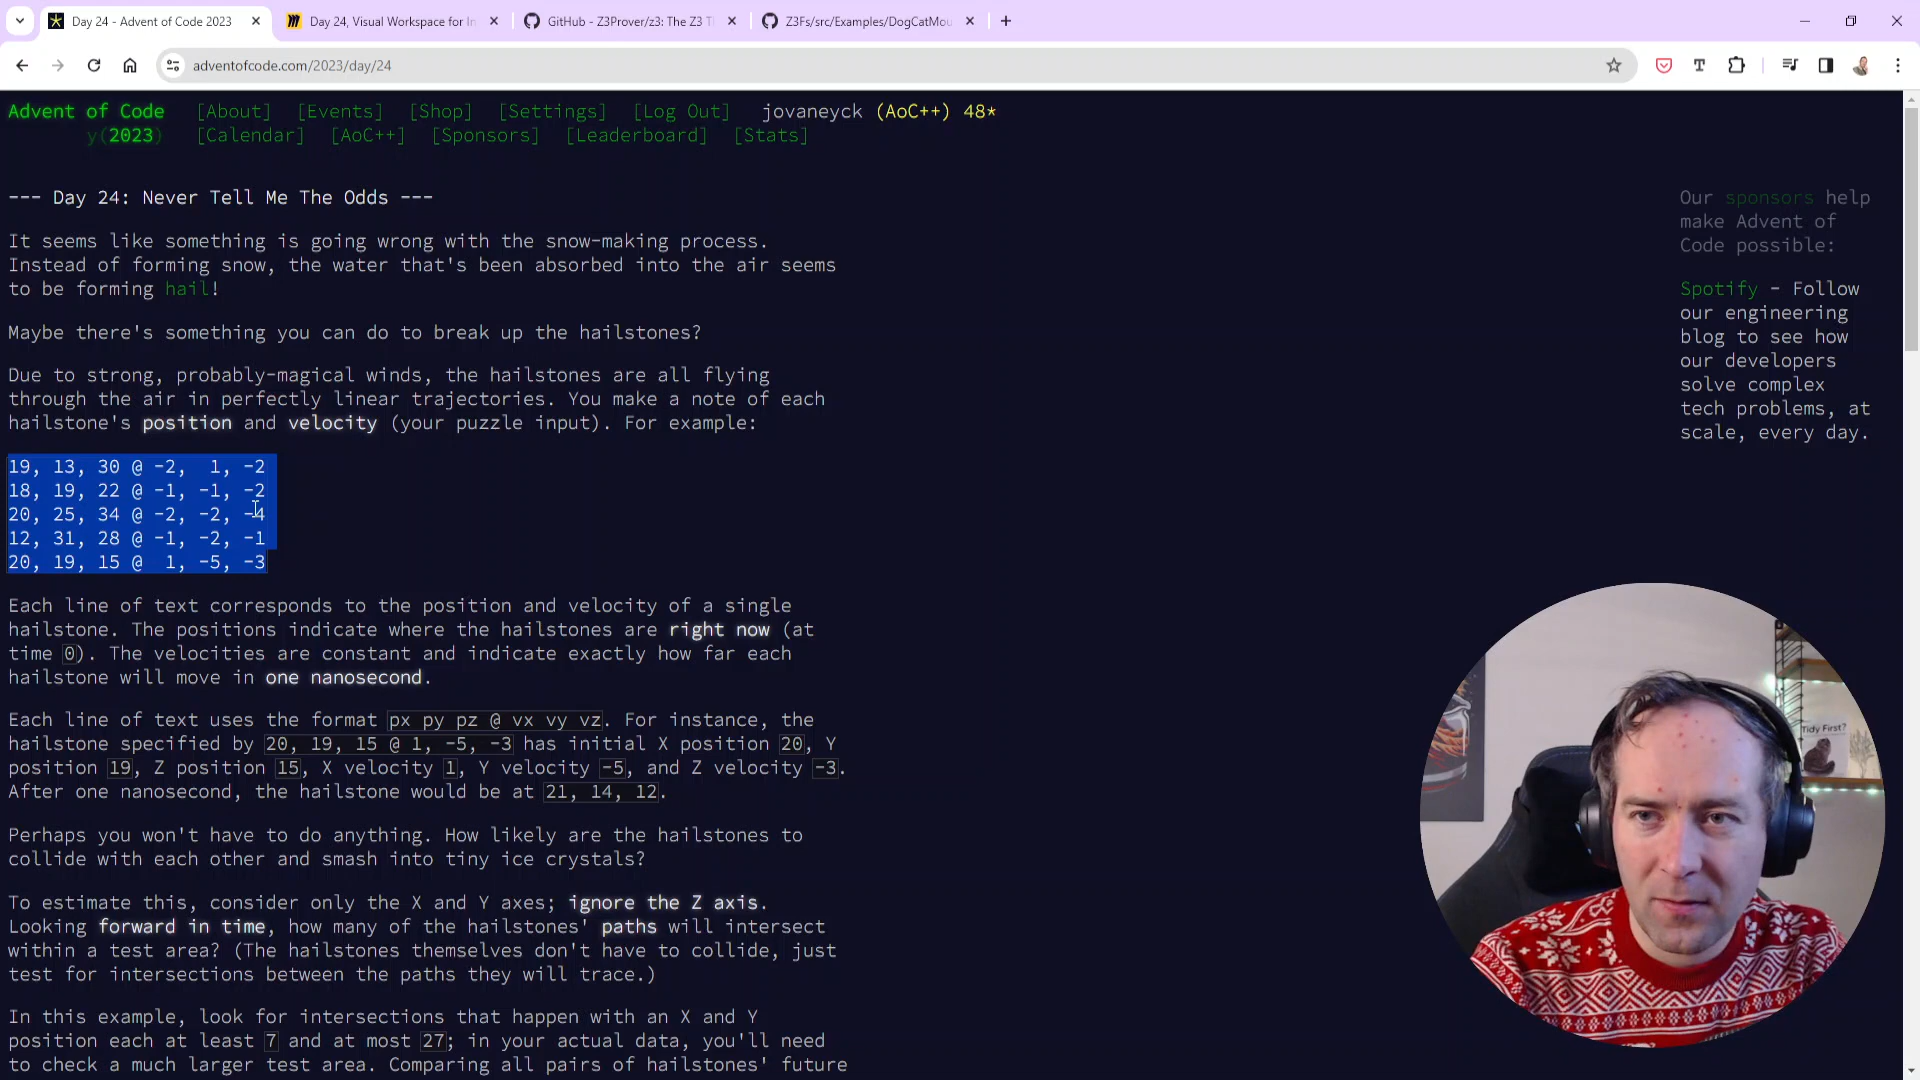 Day 24 - Advent of Code 2023
Day 24, Visual Workspace for In
GitHub - Z3Prover/z3: The Z3 T
Z3Fs/src/Examples/DogCatMou
adventofcode.com/2023/day/24
Advent of Code [About] [Events] [Shop] [Settings] [Log Out] jovaneyck (AoC++) 48*
y(2023) [Calendar] [AoC++] [Sponsors] [Leaderboard] [Stats]
--- Day 24: Never Tell Me The Odds ---
It seems like something is going wrong with the snow-making process.
Instead of forming snow, the water that's been absorbed into the air seems
to be forming hail!
Maybe there's something you can do to break up the hailstones?
Due to strong, probably-magical winds, the hailstones are all flying
through the air in perfectly linear trajectories. You make a note of each
hailstone's position and velocity (your puzzle input). For example:
19, 13, 30 @ -2,  1, -2
18, 19, 22 @ -1, -1, -2
20, 25, 34 @ -2, -2, -4
12, 31, 28 @ -1, -2, -1
20, 19, 15 @  1, -5, -3
Each line of text corresponds to the position and velocity of a single
hailstone. The positions indicate where the hailstones are right now (at
time 0). The velocities are constant and indicate exactly how far each
hailstone will move in one nanosecond.
Each line of text uses the format px py pz @ vx vy vz. For instance, the
hailstone specified by 20, 19, 15 @ 1, -5, -3 has initial X position 20, Y
position 19, Z position 15, X velocity 1, Y velocity -5, and Z velocity -3.
After one nanosecond, the hailstone would be at 21, 14, 12.
Perhaps you won't have to do anything. How likely are the hailstones to
collide with each other and smash into tiny ice crystals?
To estimate this, consider only the X and Y axes; ignore the Z axis.
Looking forward in time, how many of the hailstones' paths will intersect
within a test area? (The hailstones themselves don't have to collide, just
test for intersections between the paths they will trace.)
In this example, look for intersections that happen with an X and Y
position each at least 7 and at most 27; in your actual data, you'll need
to check a much larger test area. Comparing all pairs of hailstones' future
Our sponsors help
make Advent of
Code possible:
Spotify - Follow
our engineering
blog to see how
our developers
solve complex
tech problems, at
scale, every day.
Tidy First?